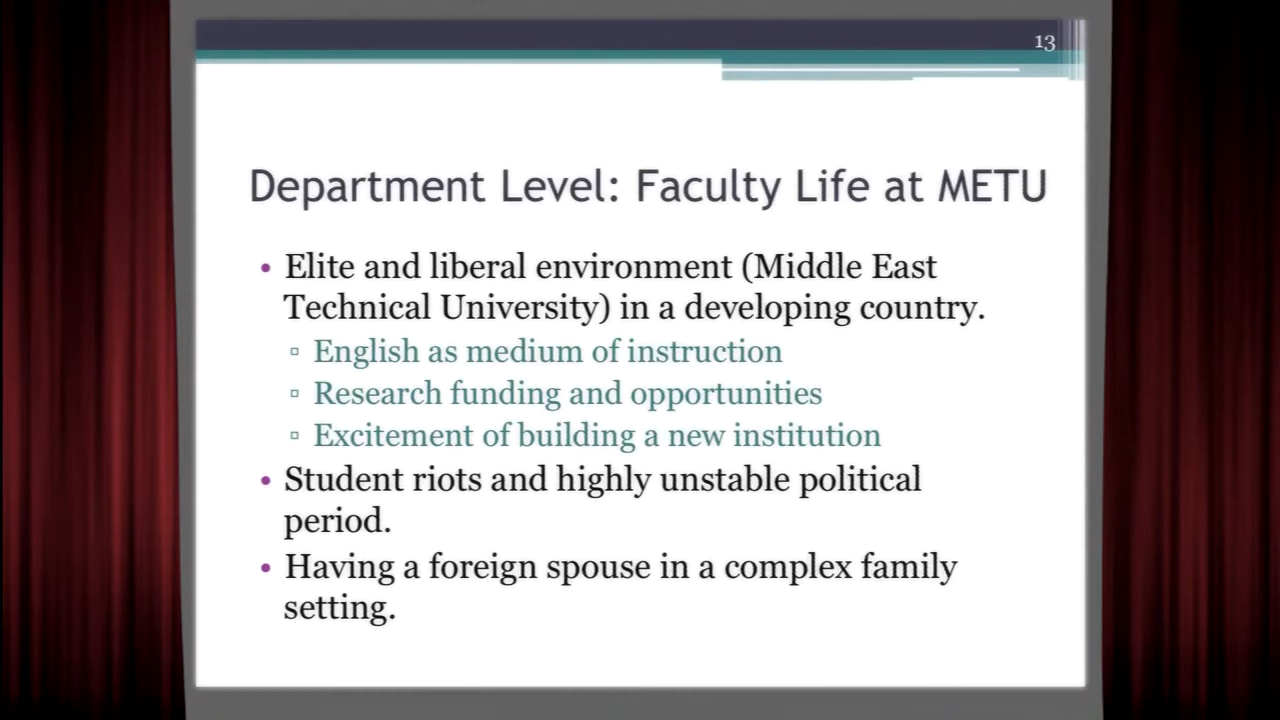 13
Department Level: Faculty Life at METU
• Elite and liberal environment (Middle East
Technical University) in a developing country.
▫ English as medium of instruction
▫ Research funding and opportunities
▫ Excitement of building a new institution
• Student riots and highly unstable political
period.
• Having a foreign spouse in a complex family
setting.